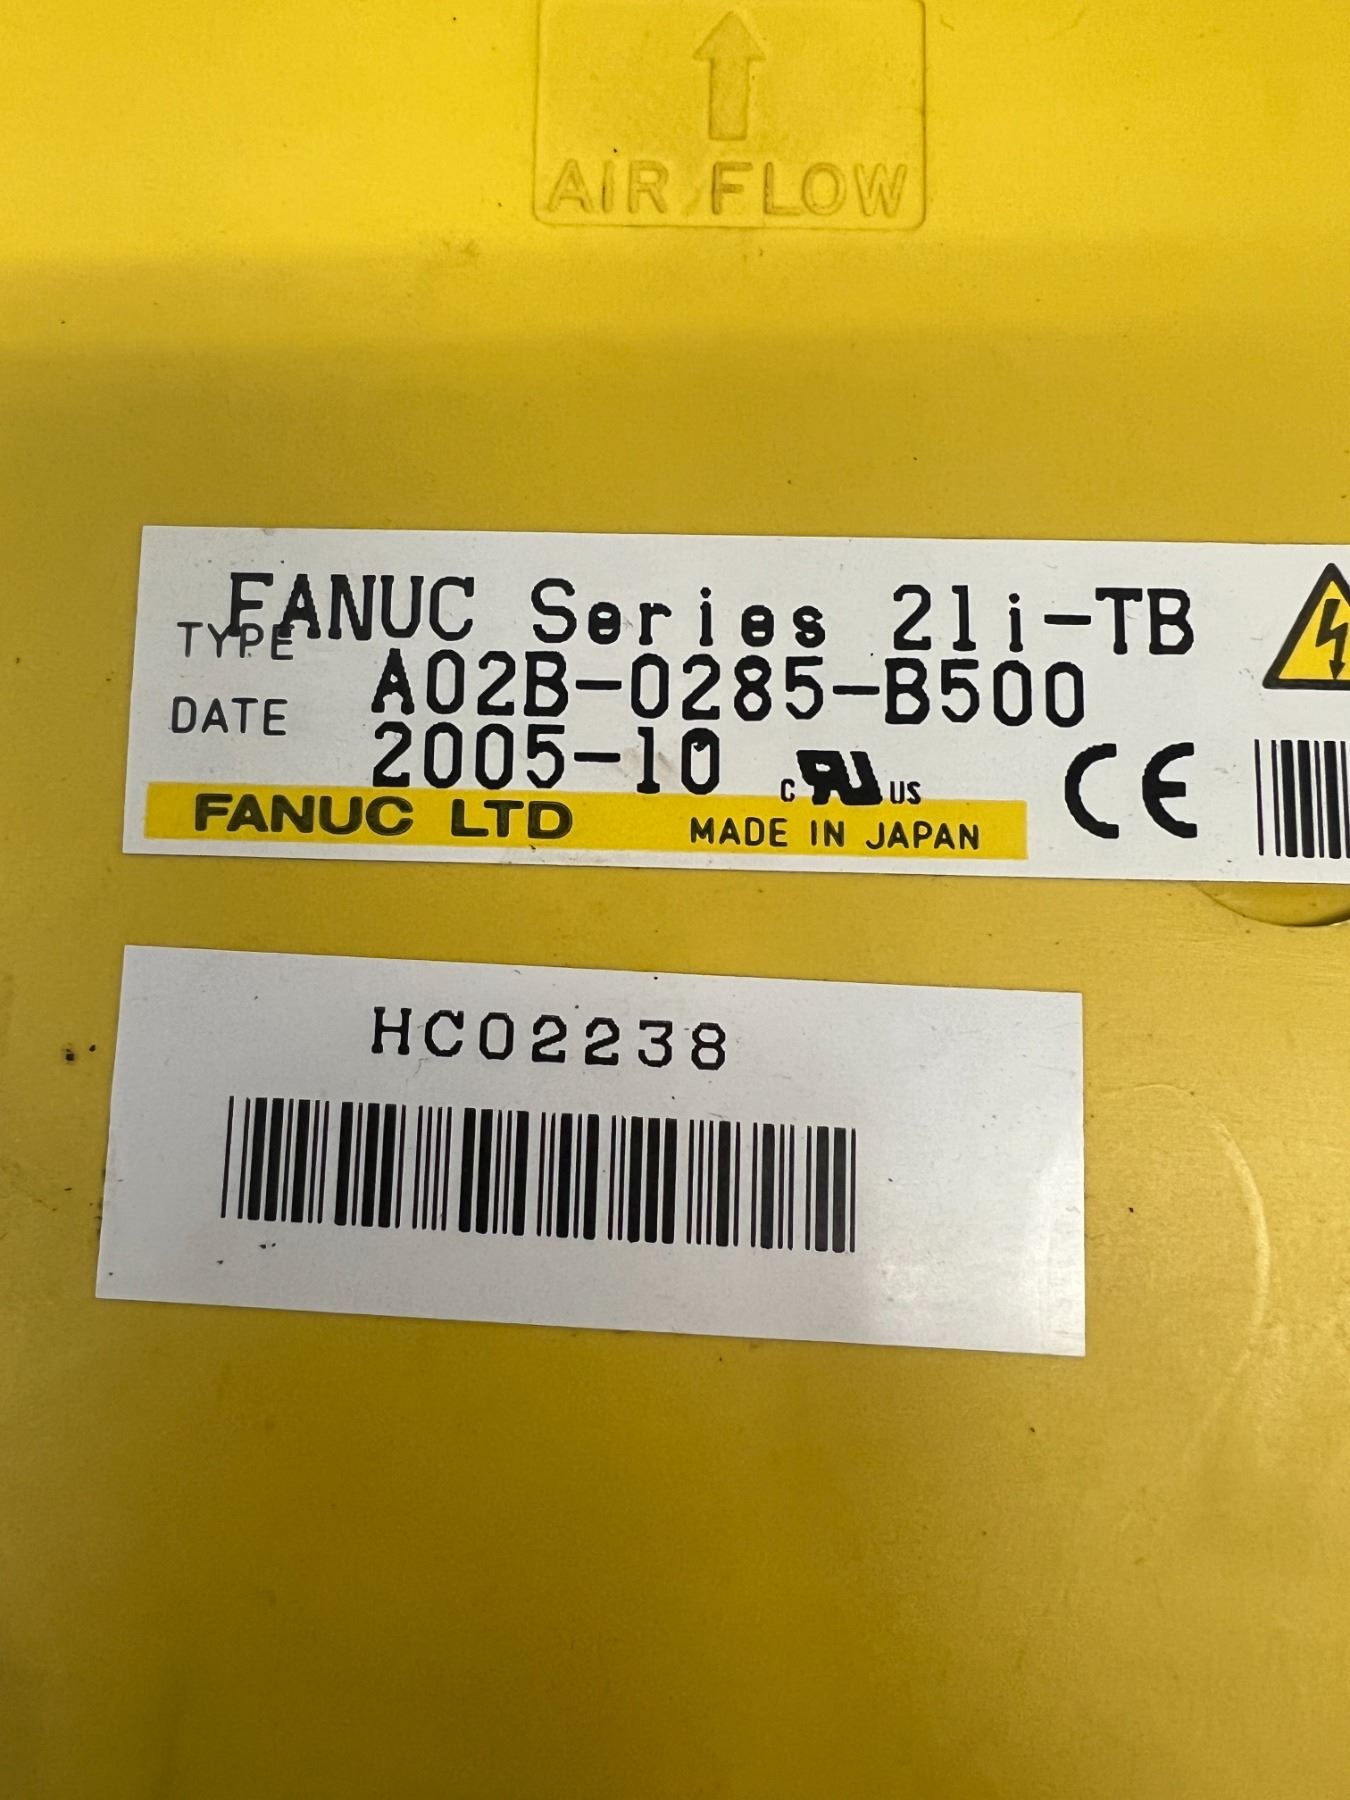 AIR FLOW
FANUC Series 21i-TB
TYPE A02B-0285-B500
DATE 2005-10
C UR US CE
FANUC LTD MADE IN JAPAN
HC02238